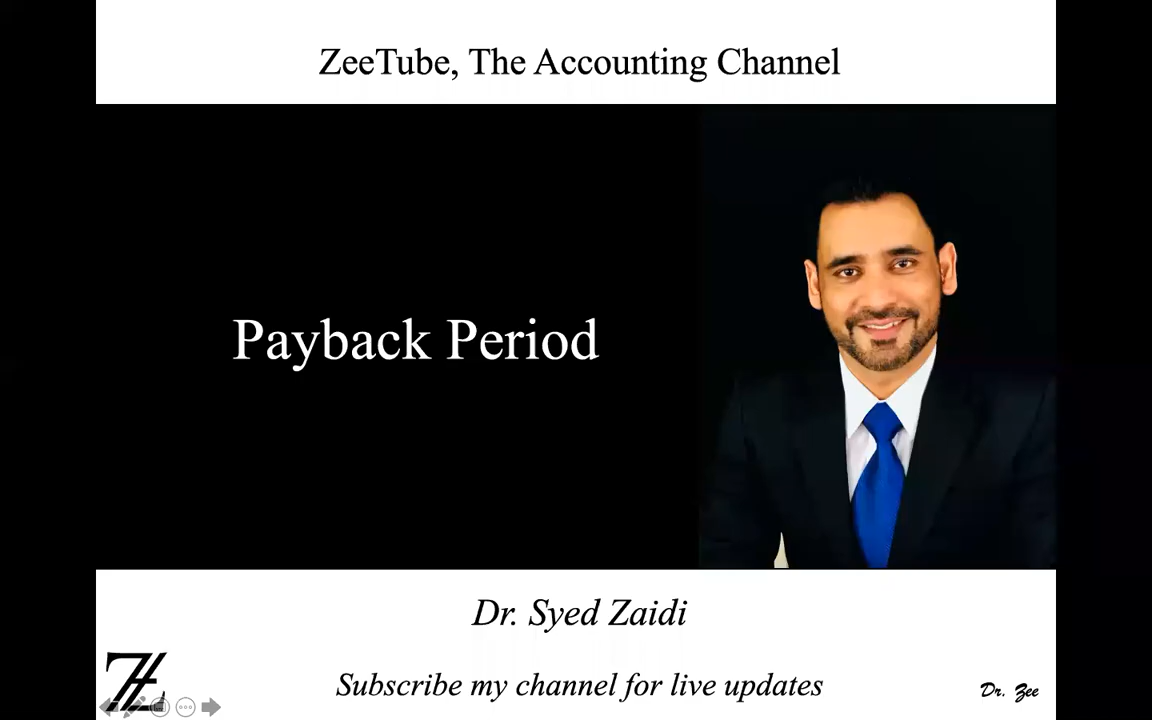 ZeeTube, The Accounting Channel
Payback Period
Dr. Syed Zaidi
Subscribe my channel for live updates
Dr. Zee